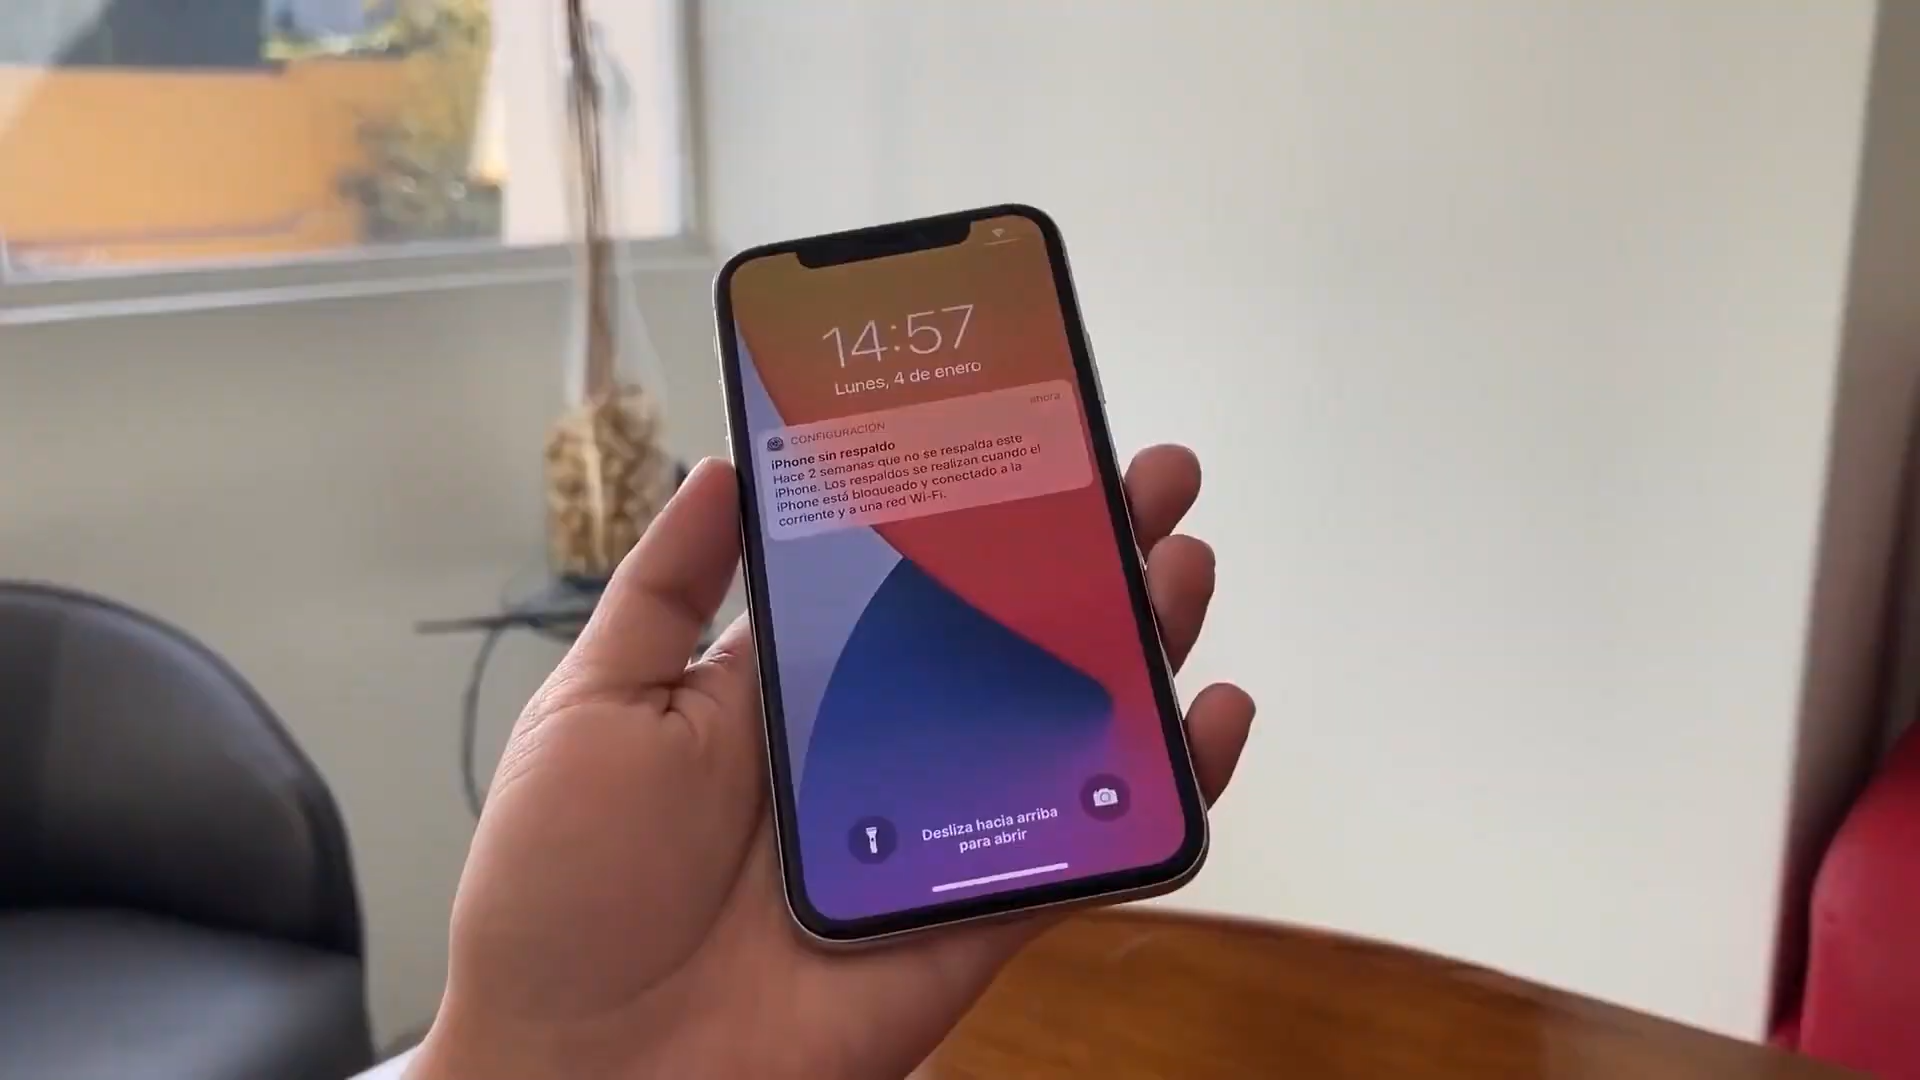 14:57
Lunes, 4 de enero
ahora
CONFIGURACIÓN
iPhone sin respaldo
Hace 2 semanas que no se respalda este
iPhone. Los respaldos se realizan cuando el
iPhone está bloqueado y conectado a la
corriente y a una red Wi-Fi.
Desliza hacia arriba
para abrir